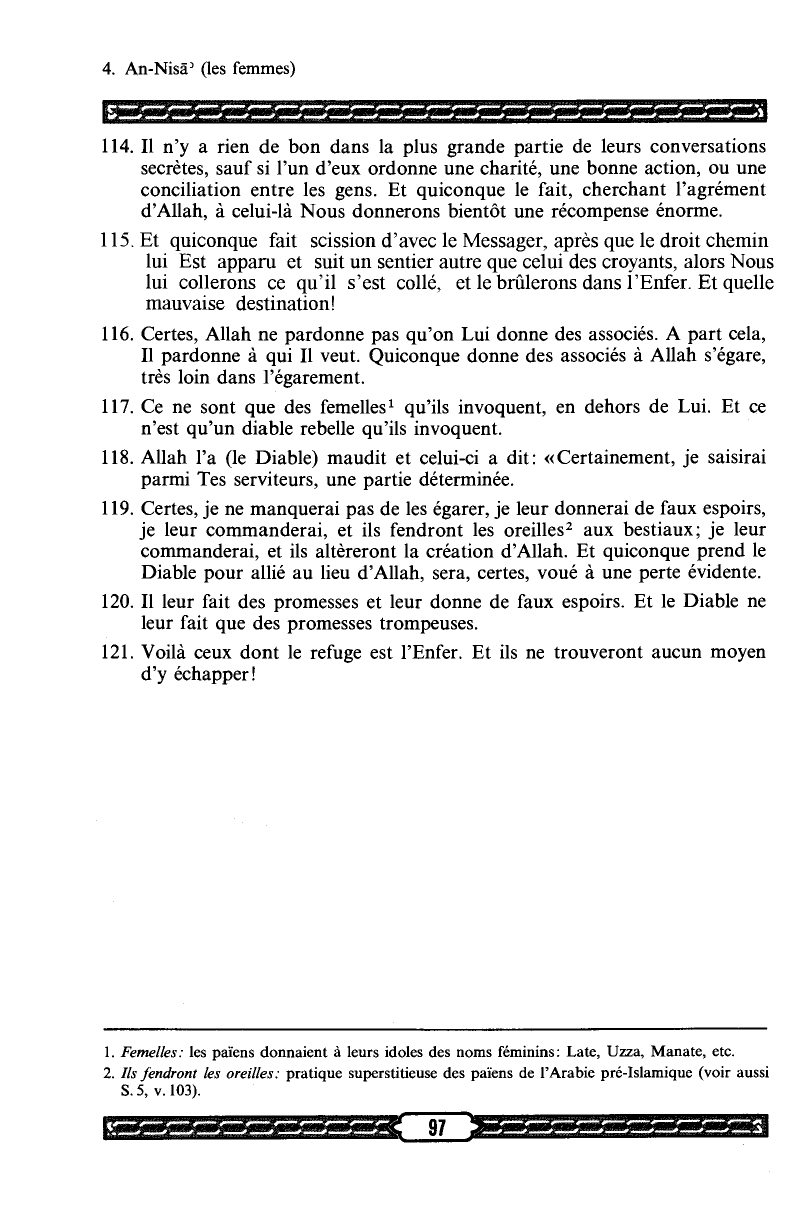 4. An-Nisāʾ (les femmes)
114. Il n’y a rien de bon dans la plus grande partie de leurs conversations
secrètes, sauf si l’un d’eux ordonne une charité, une bonne action, ou une
conciliation entre les gens. Et quiconque le fait, cherchant l’agrément
d’Allah, à celui-là Nous donnerons bientôt une récompense énorme.
115. Et quiconque fait scission d’avec le Messager, après que le droit chemin
lui Est apparu et suit un sentier autre que celui des croyants, alors Nous
lui collerons ce qu’il s’est collé, et le brûlerons dans l’Enfer. Et quelle
mauvaise destination!
116. Certes, Allah ne pardonne pas qu’on Lui donne des associés. A part cela,
Il pardonne à qui Il veut. Quiconque donne des associés à Allah s’égare,
très loin dans l’égarement.
117. Ce ne sont que des femelles¹ qu’ils invoquent, en dehors de Lui. Et ce
n’est qu’un diable rebelle qu’ils invoquent.
118. Allah l’a (le Diable) maudit et celui-ci a dit: «Certainement, je saisirai
parmi Tes serviteurs, une partie déterminée.
119. Certes, je ne manquerai pas de les égarer, je leur donnerai de faux espoirs,
je leur commanderai, et ils fendront les oreilles² aux bestiaux; je leur
commanderai, et ils altèreront la création d’Allah. Et quiconque prend le
Diable pour allié au lieu d’Allah, sera, certes, voué à une perte évidente.
120. Il leur fait des promesses et leur donne de faux espoirs. Et le Diable ne
leur fait que des promesses trompeuses.
121. Voilà ceux dont le refuge est l’Enfer. Et ils ne trouveront aucun moyen
d’y échapper!
1. Femelles: les païens donnaient à leurs idoles des noms féminins: Late, Uzza, Manate, etc.
2. Ils fendront les oreilles: pratique superstitieuse des païens de l’Arabie pré-Islamique (voir aussi
S. 5, v. 103).
97